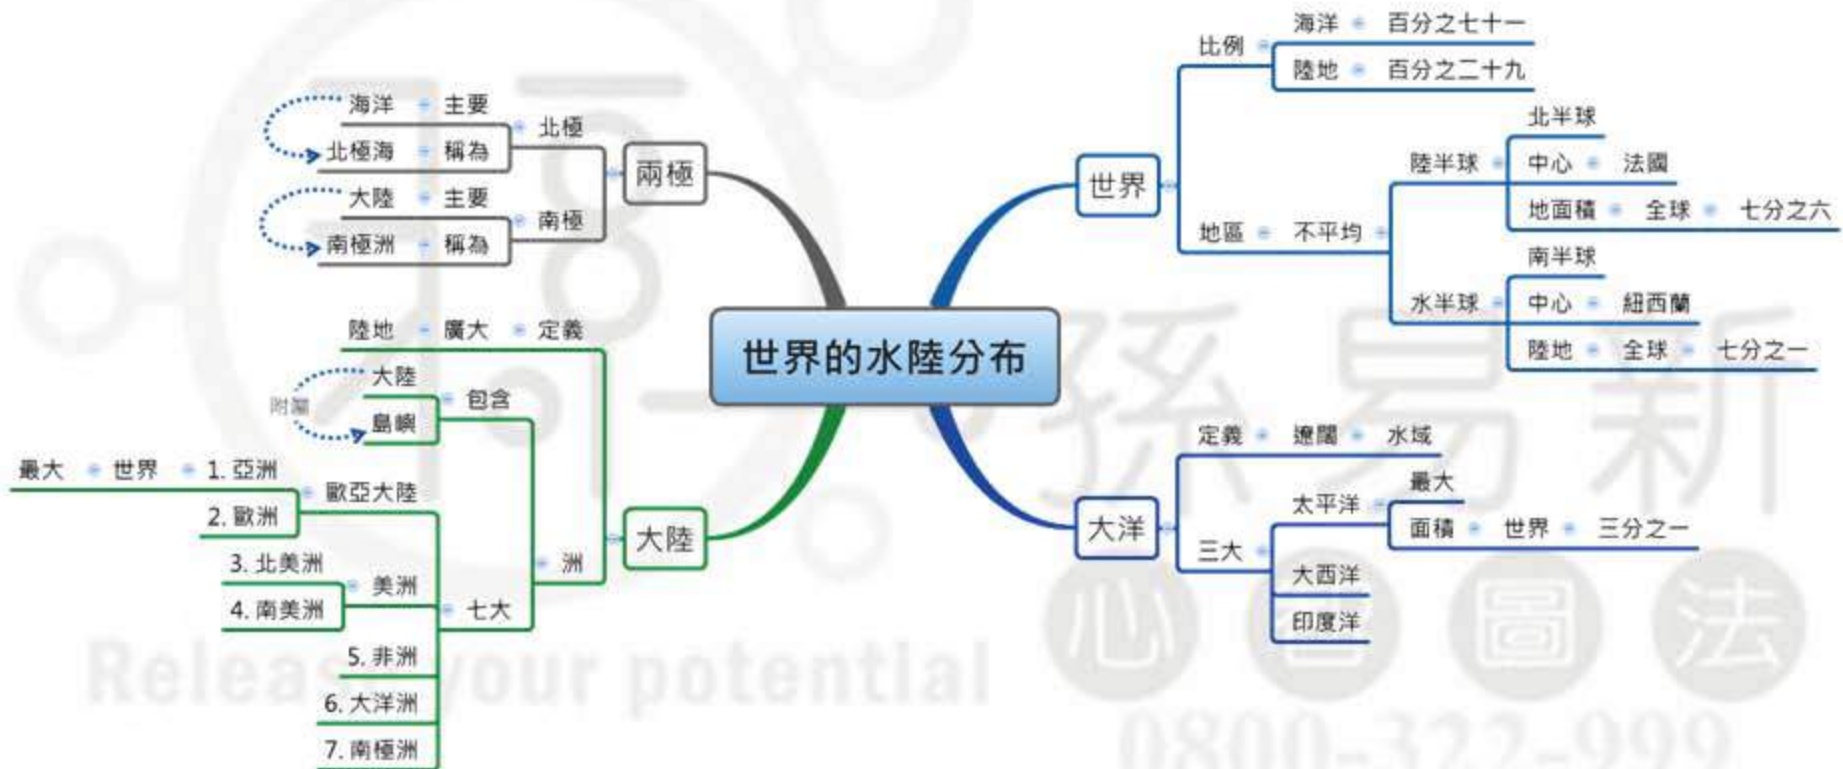 世界的水陸分布
世界
比例
海洋 百分之七十一
陸地 百分之二十九
地區 不平均
陸半球
北半球
中心 法國
地面積 全球 七分之六
水半球
南半球
中心 紐西蘭
陸地 全球 七分之一
大洋
定義 遼闊 水域
三大
太平洋
最大
面積 世界 三分之一
大西洋
印度洋
兩極
北極
海洋 主要
北極海 稱為
南極
大陸 主要
南極洲 稱為
大陸
陸地 廣大 定義
洲
包含
大陸
附屬
島嶼
七大
歐亞大陸
最大 世界 1. 亞洲
2. 歐洲
美洲
3. 北美洲
4. 南美洲
5. 非洲
6. 大洋洲
7. 南極洲
孫易新
心智圖法
Release your potential
0800-322-999